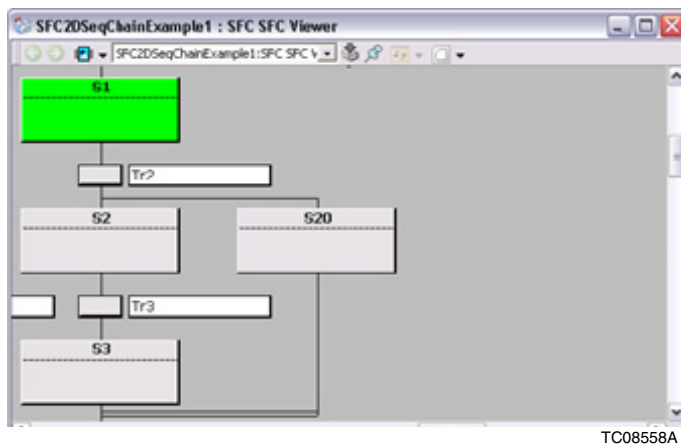 SFC2DSeqChainExample1 : SFC SFC Viewer
SFC2DSeqChainExample1:SFC SFC V
S1
Tr2
S2 S20
Tr3
S3
TC08558A